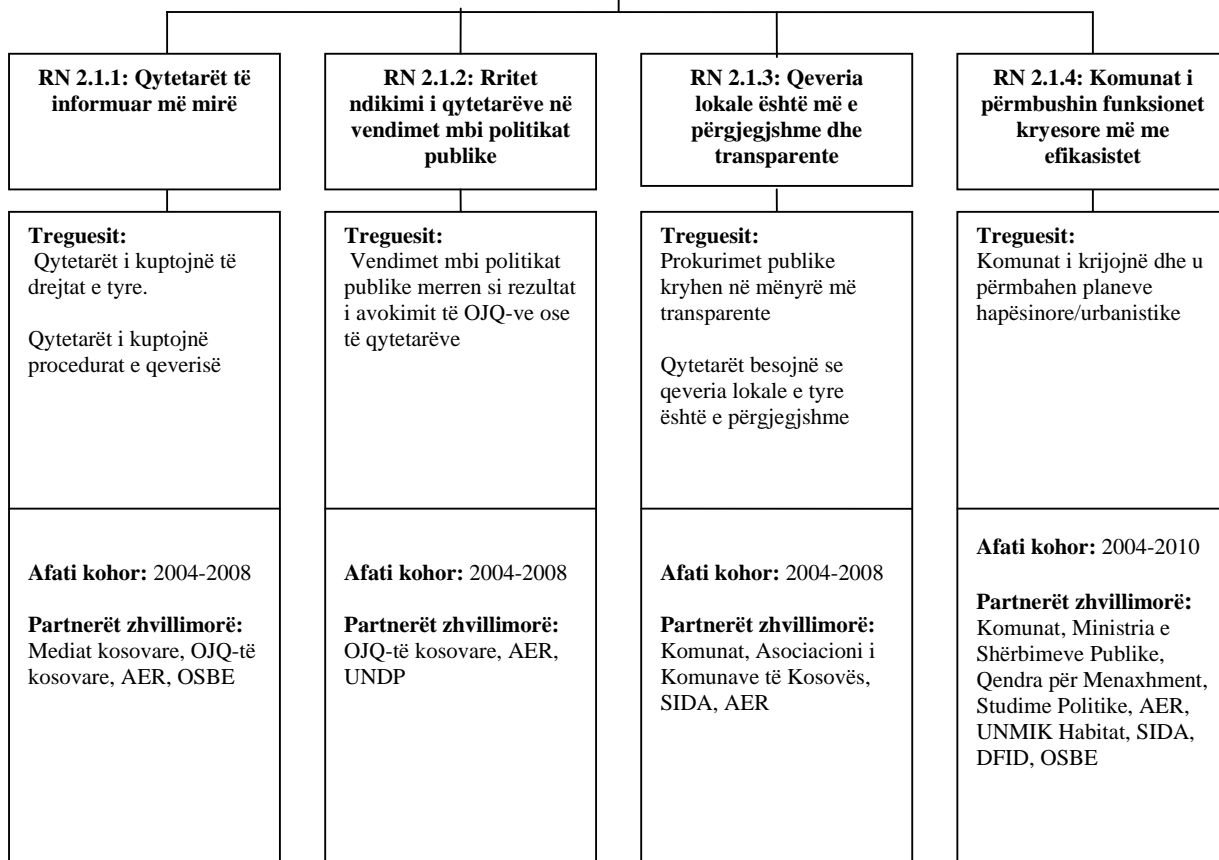 RN 2.1.1: Qytetarët të
informuar më mirë
Treguesit:
Qytetarët i kuptojnë të
drejtat e tyre.
Qytetarët i kuptojnë
procedurat e qeverisë
Afati kohor: 2004-2008
Partnerët zhvillimorë:
Mediat kosovare, OJQ-të
kosovare, AER, OSBE
RN 2.1.2: Rritet
ndikimi i qytetarëve në
vendimet mbi politikat
publike
Treguesit:
Vendimet mbi politikat
publike merren si rezultat
i avokimit të OJQ-ve ose
të qytetarëve
Afati kohor: 2004-2008
Partnerët zhvillimorë:
OJQ-të kosovare, AER,
UNDP
RN 2.1.3: Qeveria
lokale është më e
përgjegjshme dhe
transparente
Treguesit:
Prokurimet publike
kryhen në mënyrë më
transparente
Qytetarët besojnë se
qeveria lokale e tyre
është e përgjegjshme
Afati kohor: 2004-2008
Partnerët zhvillimorë:
Komunat, Asociacioni i
Komunave të Kosovës,
SIDA, AER
RN 2.1.4: Komunat i
përmbushin funksionet
kryesore më me
efikasistet
Treguesit:
Komunat i krijojnë dhe u
përmbahen planeve
hapësinore/urbanistike
Afati kohor: 2004-2010
Partnerët zhvillimorë:
Komunat, Ministria e
Shërbimeve Publike,
Qendra për Menaxhment,
Studime Politike, AER,
UNMIK Habitat, SIDA,
DFID, OSBE